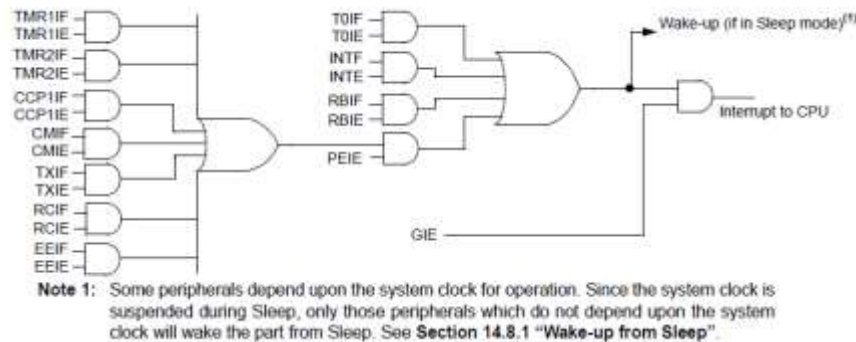 TMR1IF
TMR1IE
TMR2IF
TMR2IE
CCP1IF
CCP1IE
CMIF
CMIE
TXIF
TXIE
RCIF
RCIE
EEIF
EEIE
T0IF
T0IE
INTF
INTE
RBIF
RBIE
PEIE
GIE
Wake-up (if in Sleep mode)(1)
Interrupt to CPU
Note 1: Some peripherals depend upon the system clock for operation. Since the system clock is
suspended during Sleep, only those peripherals which do not depend upon the system
clock will wake the part from Sleep. See Section 14.8.1 “Wake-up from Sleep”.